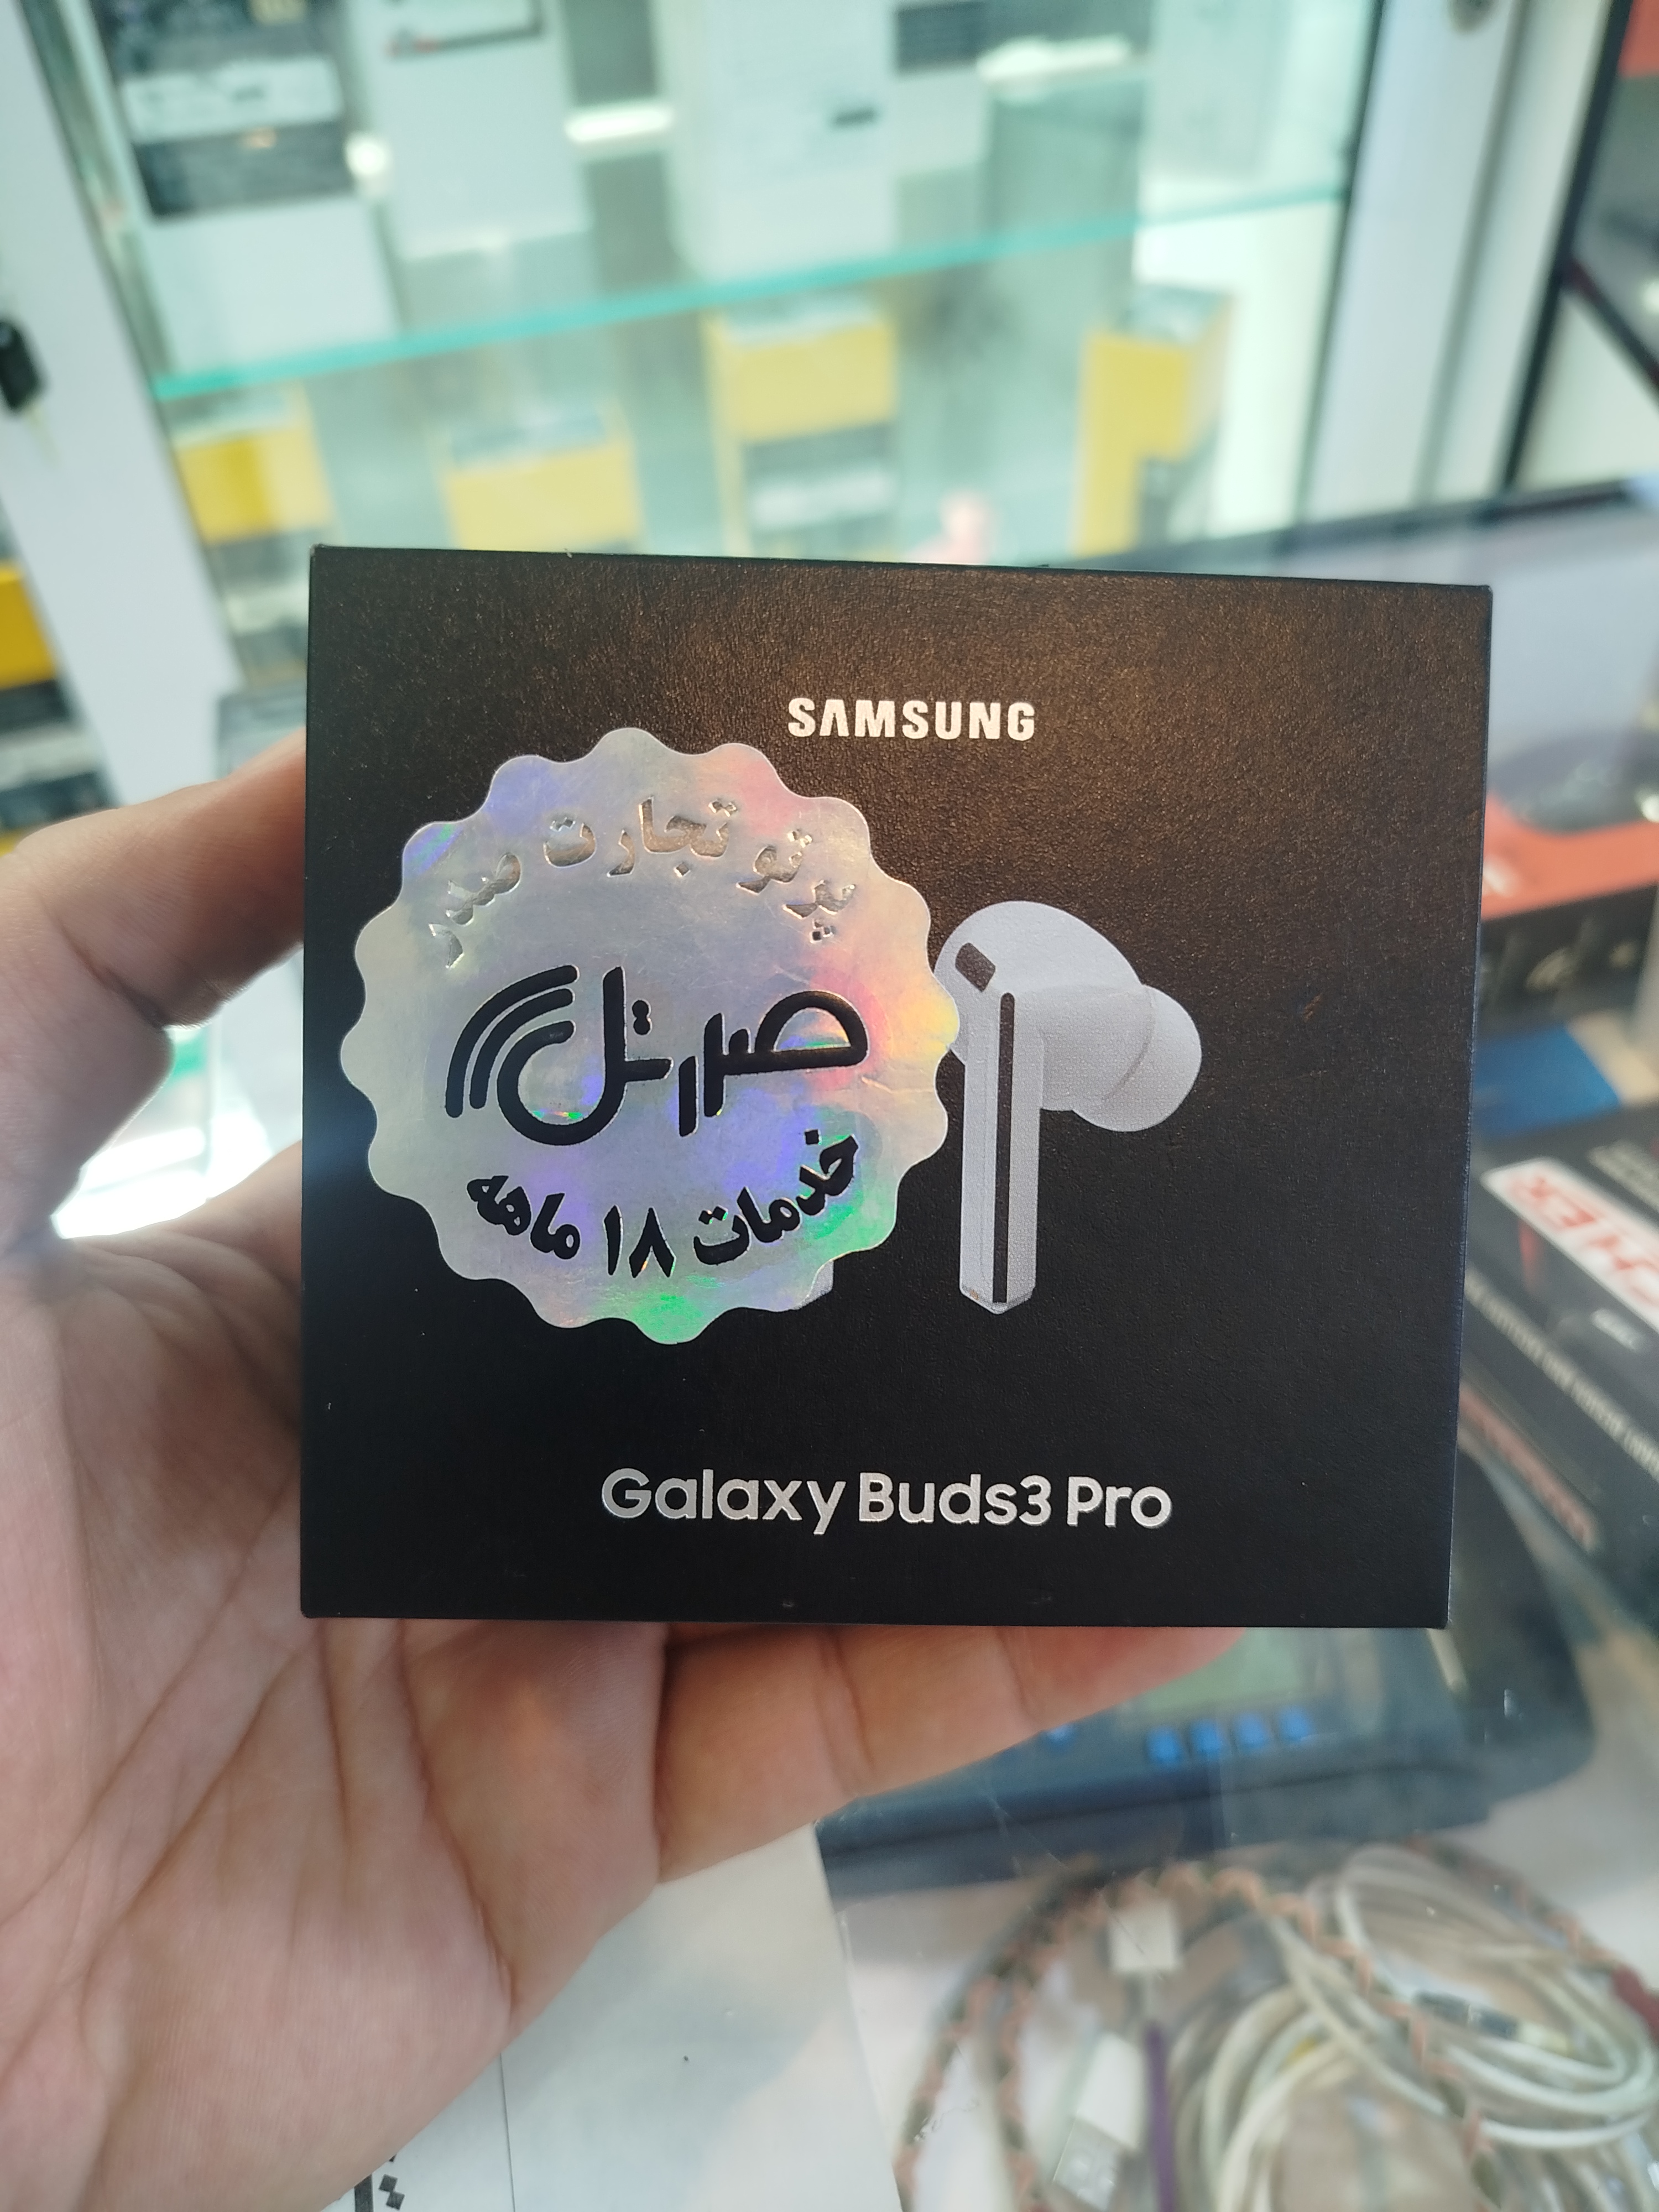 SAMSUNG
پرتو تجارت صدر
صدرتل
خدمات ۱۸ ماهه
Galaxy Buds3 Pro